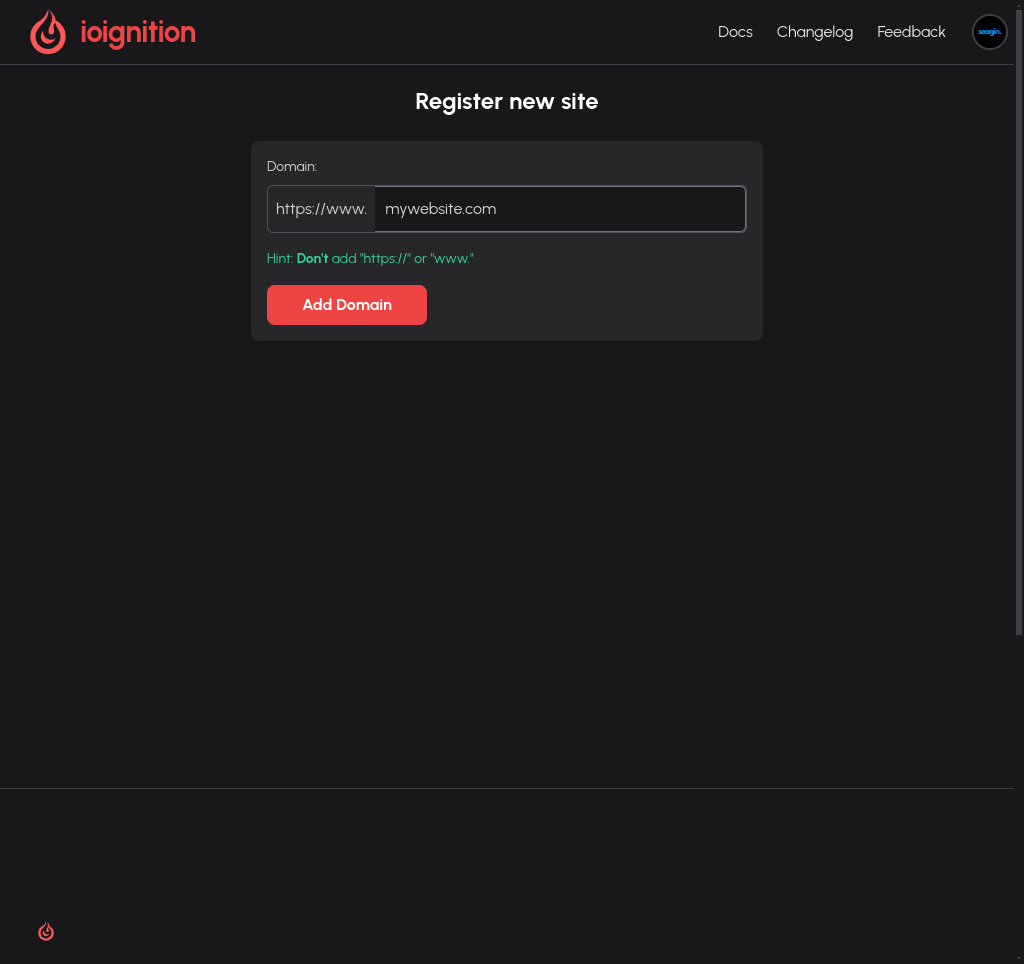 ioignition
Docs Changelog Feedback
seagin.
Register new site
Domain:
https://www. mywebsite.com
Hint: Don't add "https://" or "www."
Add Domain